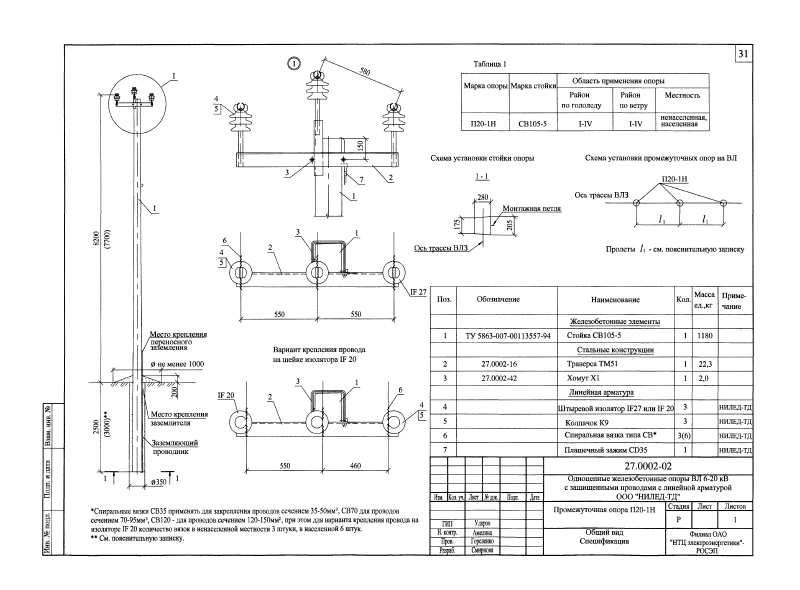 31
1
I
580
4
5
150
3
7
2
1
1
8200
(7700)
Место крепления
переносного
заземления
ø не менее 1000
2500
(3000)**
Место крепления
заземлителя
Заземляющий
проводник
1
1
ø350
6
4
5
2
3
1
IF 27
550
550
Вариант крепления провода
на шейке изолятора IF 20
IF 20
2
3
1
6
4
5
550
460
Таблица 1
Марка опоры
Марка стойки
Область применения опоры
Район
по гололеду
Район
по ветру
Местность
П20-1Н
СВ105-5
I-IV
I-IV
ненаселенная,
населенная
Схема установки стойки опоры
1 - 1
280
Монтажная петля
175
205
Ось трассы ВЛЗ
Схема установки промежуточных опор на ВЛ
П20-1Н
Ось трассы ВЛЗ
l₁
l₁
Пролеты l₁ - см. пояснительную записку
Поз.
Обозначение
Наименование
Кол.
Масса
ед.,кг
Приме-
чание
Железобетонные элементы
1 ТУ 5863-007-00113557-94 Стойка СВ105-5 1 1180
Стальные конструкции
2 27.0002-16 Траверса ТМ51 1 22,3
3 27.0002-42 Хомут Х1 1 2,0
Линейная арматура
4 Штыревой изолятор IF27 или IF 20 3 НИЛЕД-ТД
5 Колпачок К9 3 НИЛЕД-ТД
6 Спиральная вязка типа СВ* 3(6) НИЛЕД-ТД
7 Плашечный зажим CD35 1 НИЛЕД-ТД
27.0002-02
Одноцепные железобетонные опоры ВЛ 6-20 кВ
с защищенными проводами с линейной арматурой
ООО "НИЛЕД-ТД"
Изм. Кол. уч. Лист № док. Подп. Дата
Промежуточная опора П20-1Н
Стадия Лист Листов
Р 1
ГИП Ударов
Н. контр. Амелина
Пров. Гореленко
Разраб. Смирнова
Общий вид
Спецификация
Филиал ОАО
"НТЦ электроэнергетики"-
РОСЭП
*Спиральные вязки СВ35 применять для закрепления проводов сечением 35-50мм², СВ70 для проводов
сечением 70-95мм², СВ120 - для проводов сечением 120-150мм², при этом для варианта крепления провода на
изоляторе IF 20 количество вязок в ненаселенной местности 3 штуки, в населенной 6 штук.
** См. пояснительную записку.
Взам. инв. №
Подп. и дата
Инв. № подл.